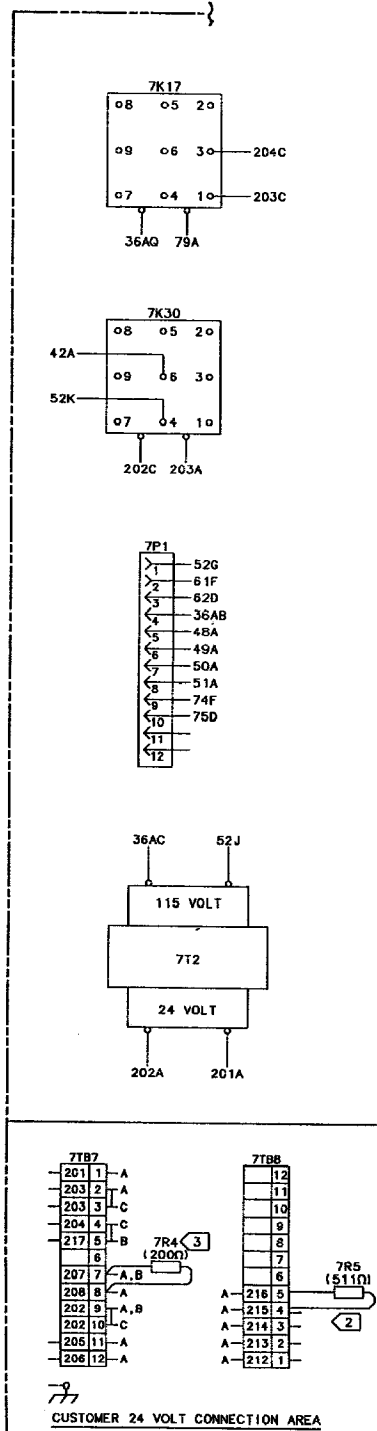 7K17
8 5 2
9 6 3 204C
7 4 1 203C
36AQ 79A
7K30
8 5 2
42A
9 6 3
52K
7 4 1
202C 203A
7P1
1 52G
2 61F
3 62D
4 36AB
5 48A
6 49A
7 50A
8 51A
9 74F
10 75D
11
12
36AC 52J
115 VOLT
7T2
24 VOLT
202A 201A
7TB7
201 1 A
203 2 A
203 3 C
204 4 C
217 5 B
6
207 7 A,B
208 8 A
202 9 A,B
202 10 C
205 11 A
206 12 A
7R4 3
(200Ω)
7TB8
12
11
10
9
8
7
6
A 216 5
A 215 4
A 214 3
A 213 2
A 212 1
7R5
(511Ω)
2
CUSTOMER 24 VOLT CONNECTION AREA